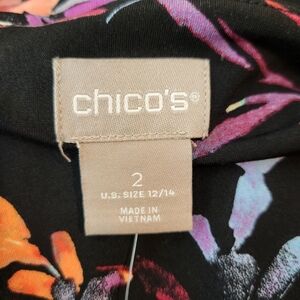 chico's®
2
U.S. SIZE 12/14
MADE IN
VIETNAM